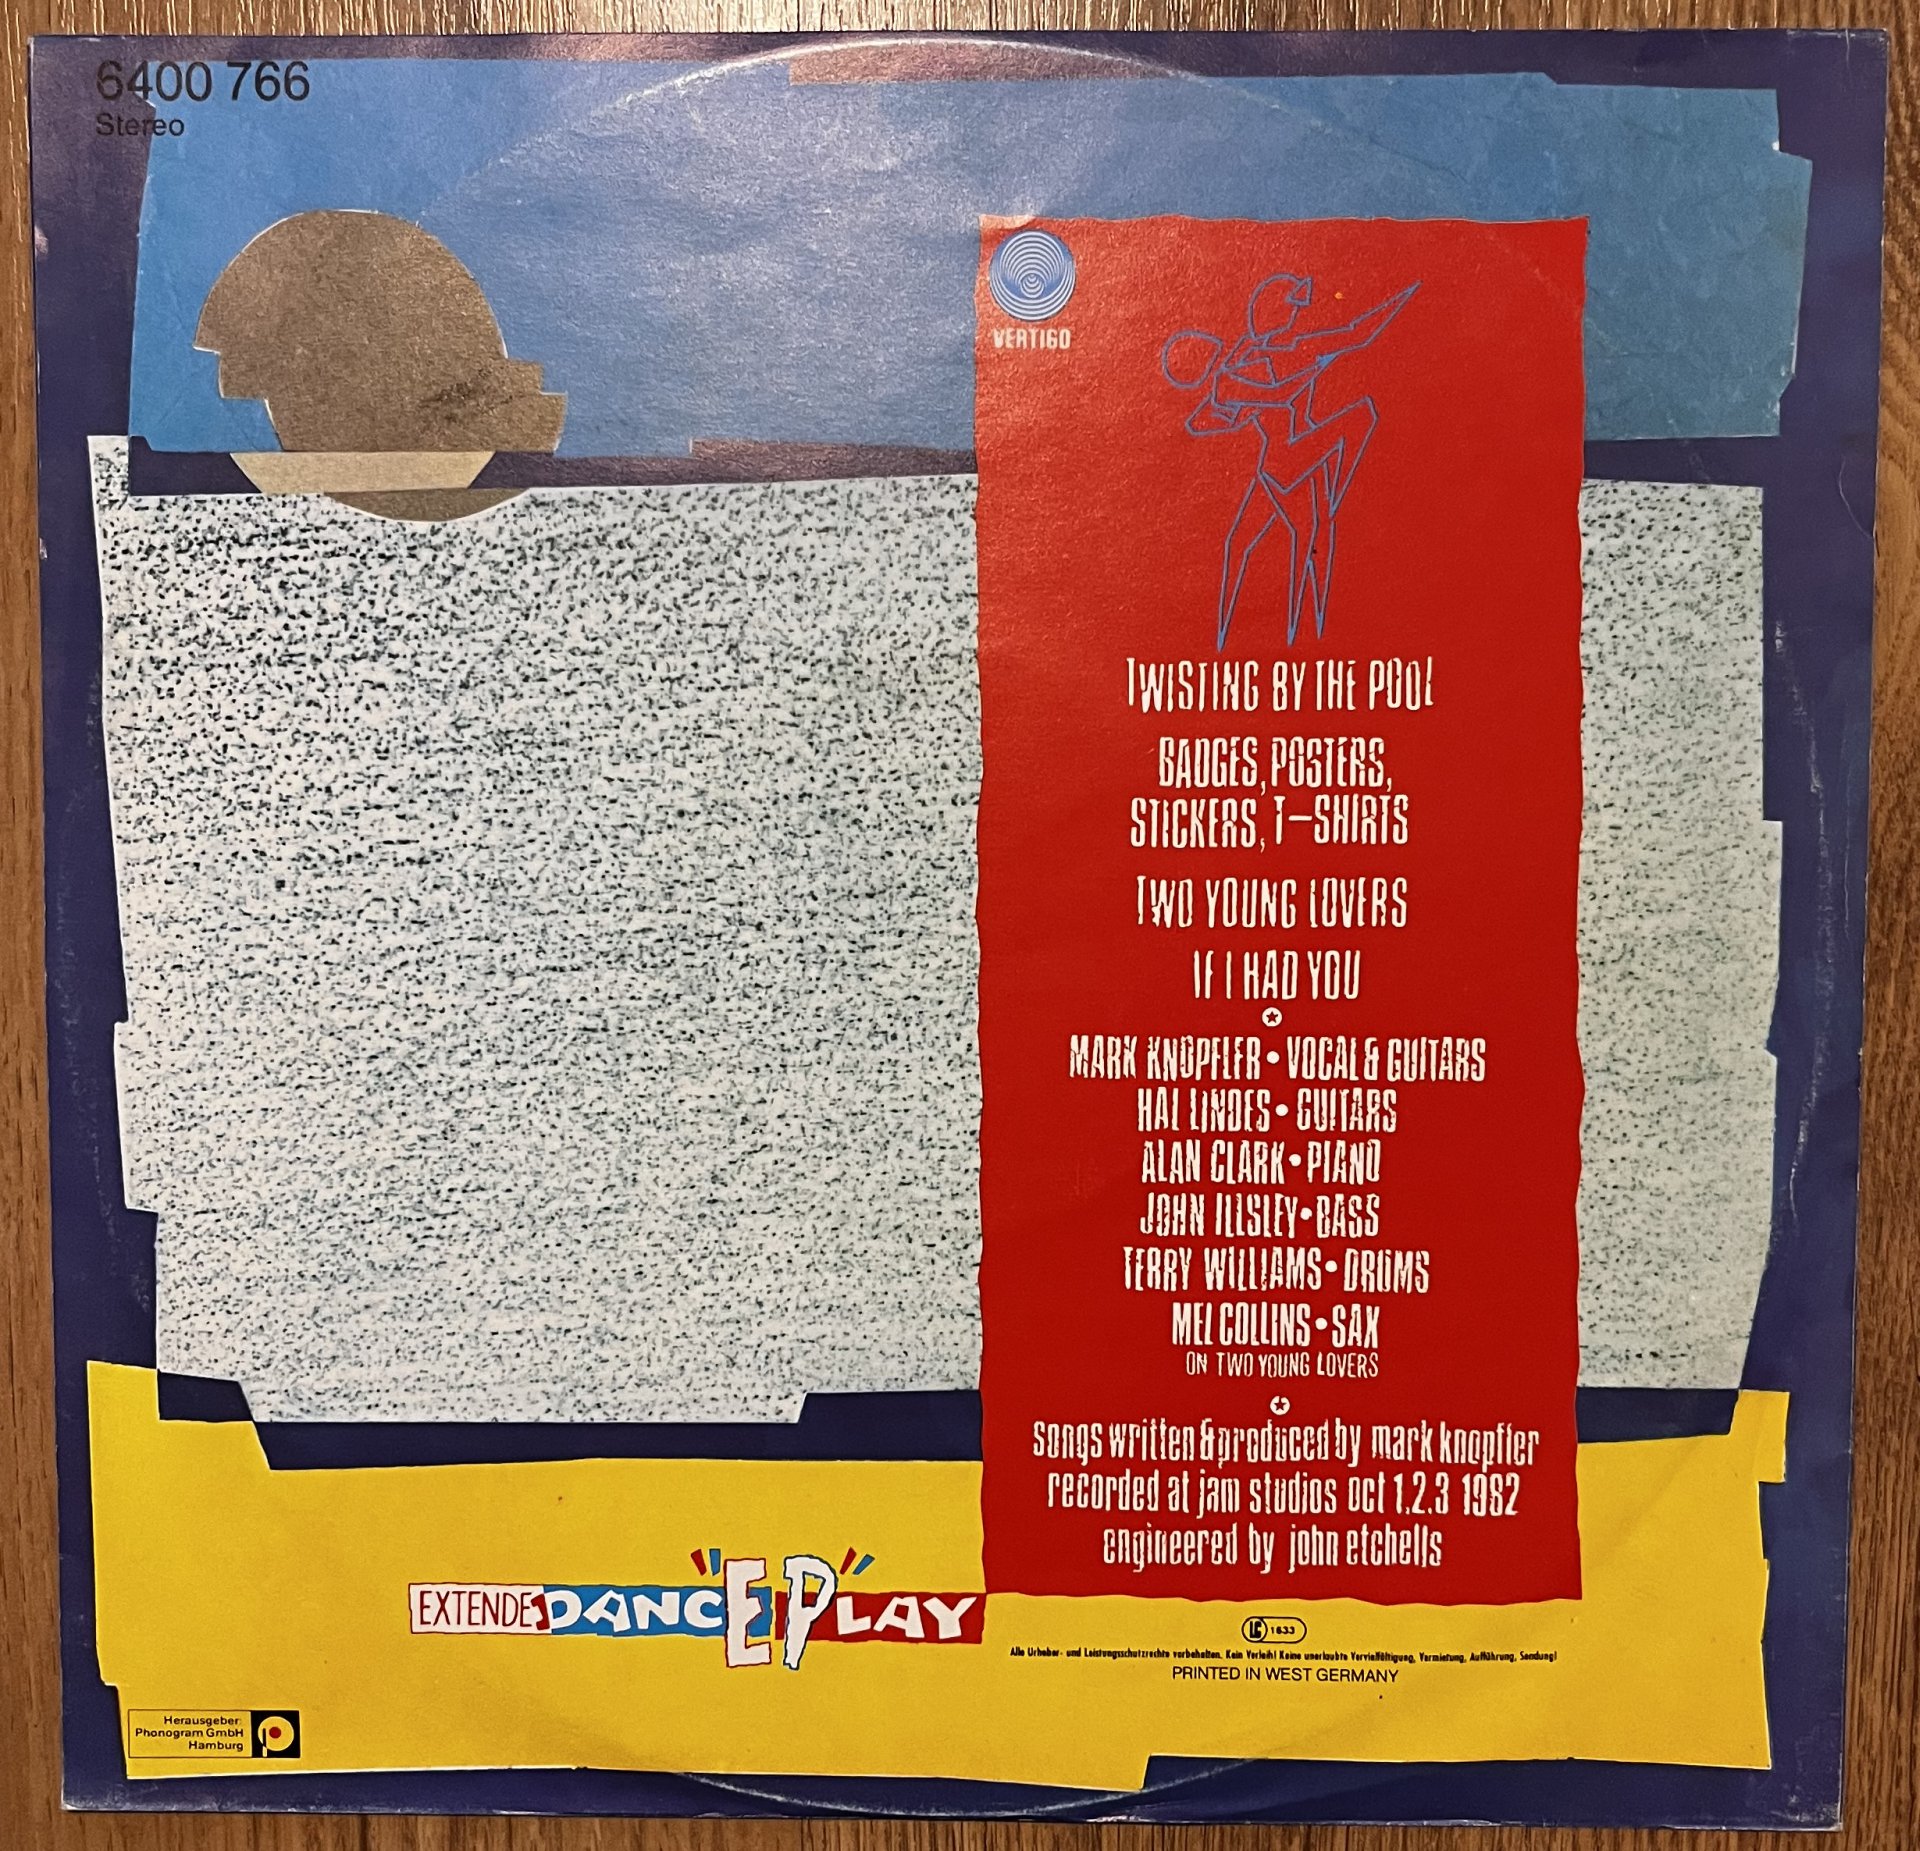 6400 766
Stereo
VERTIGO
TWISTING BY THE POOL
BADGES, POSTERS,
STICKERS, T-SHIRTS
TWO YOUNG LOVERS
IF I HAD YOU
MARK KNOPFLER • VOCAL & GUITARS
HAL LINDES • GUITARS
ALAN CLARK • PIANO
JOHN ILLSLEY • BASS
TERRY WILLIAMS • DRUMS
MEL COLLINS • SAX
ON TWO YOUNG LOVERS
songs written & produced by mark knopfler
recorded at jam studios oct 1.2.3 1982
engineered by john etchells
EXTENDEDANC"EP"LAY
LC 1633
Alle Urheber- und Leistungsschutzrechte vorbehalten. Kein Verleih! Keine unerlaubte Vervielfältigung, Vermietung, Aufführung, Sendung!
PRINTED IN WEST GERMANY
Herausgeber:
Phonogram GmbH
Hamburg